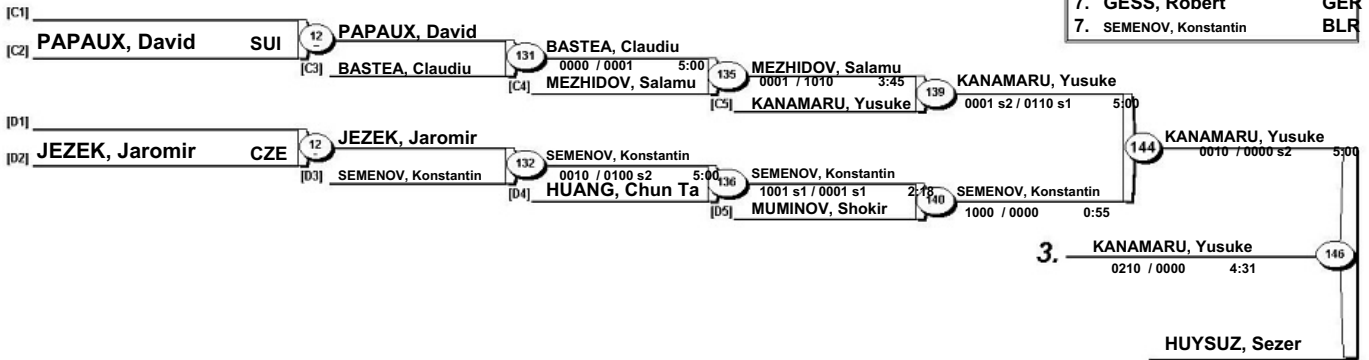 7. GESS, Robert GER
7. SEMENOV, Konstantin BLR
[C1]
[C2] PAPAUX, David SUI
12
PAPAUX, David
[C3] BASTEA, Claudiu
131
BASTEA, Claudiu
0000 / 0001 5:00
[C4] MEZHIDOV, Salamu
135
MEZHIDOV, Salamu
0001 / 1010 3:45
[C5] KANAMARU, Yusuke
139
KANAMARU, Yusuke
0001 s2 / 0110 s1 5:00
[D1]
[D2] JEZEK, Jaromir CZE
12
JEZEK, Jaromir
[D3] SEMENOV, Konstantin
132
SEMENOV, Konstantin
0010 / 0100 s2 5:00
[D4] HUANG, Chun Ta
136
SEMENOV, Konstantin
1001 s1 / 0001 s1 2:18
[D5] MUMINOV, Shokir
140
SEMENOV, Konstantin
1000 / 0000 0:55
144
KANAMARU, Yusuke
0010 / 0000 s2 5:00
3. KANAMARU, Yusuke
0210 / 0000 4:31
146
HUYSUZ, Sezer